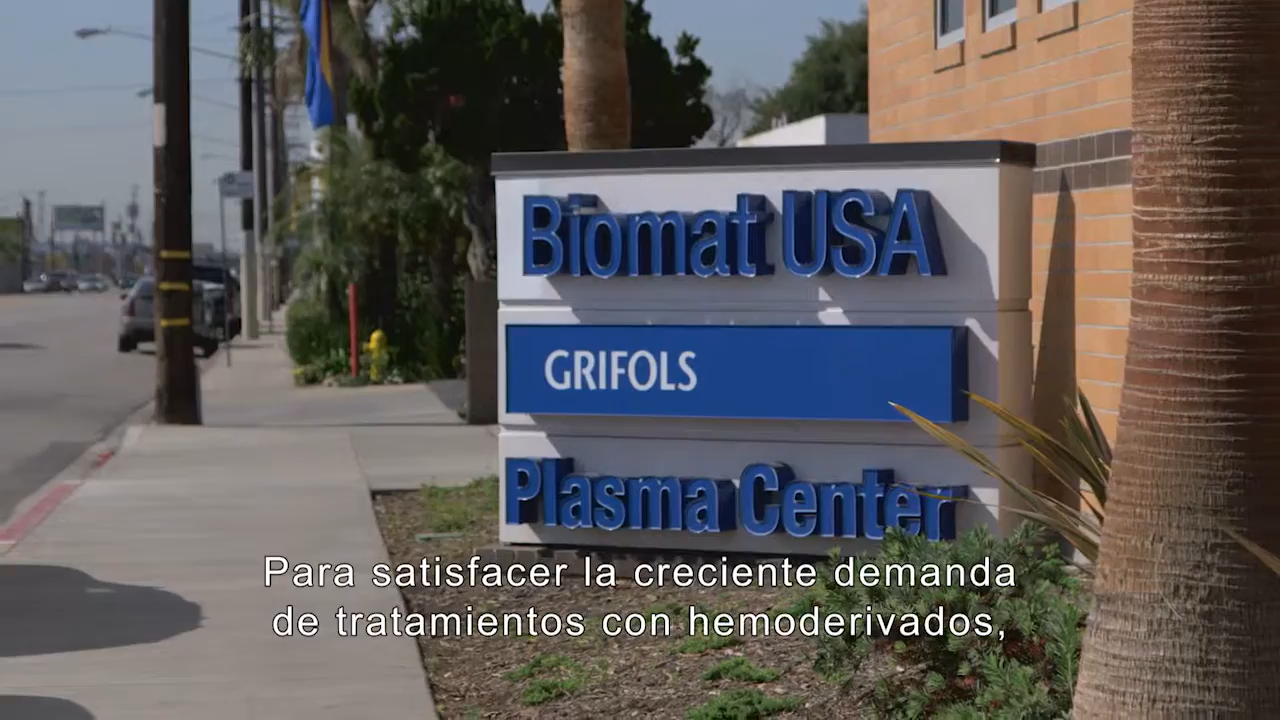 Biomat USA
GRIFOLS
Plasma Center
Para satisfacer la creciente demanda
de tratamientos con hemoderivados,